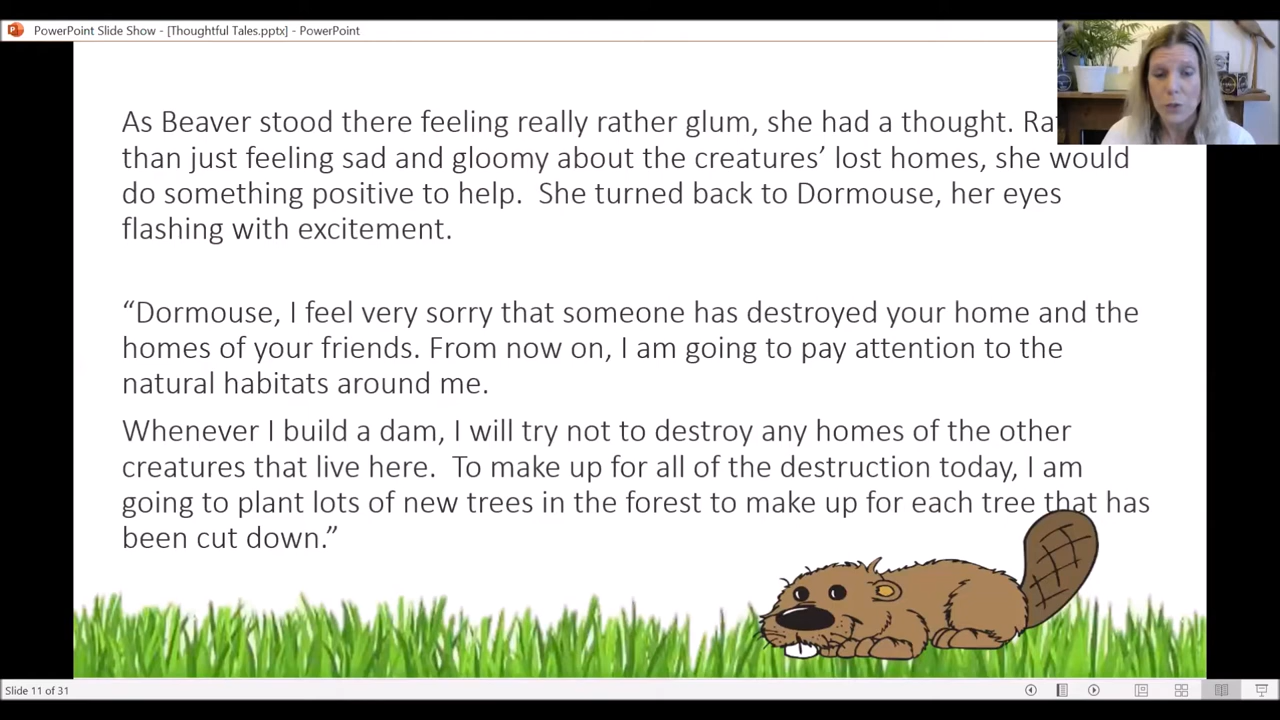 PowerPoint Slide Show - [Thoughtful Tales.pptx] - PowerPoint
As Beaver stood there feeling really rather glum, she had a thought.
than just feeling sad and gloomy about the creatures’ lost homes, she would
do something positive to help.  She turned back to Dormouse, her eyes
flashing with excitement.
“Dormouse, I feel very sorry that someone has destroyed your home and the
homes of your friends. From now on, I am going to pay attention to the
natural habitats around me.
Whenever I build a dam, I will try not to destroy any homes of the other
creatures that live here.  To make up for all of the destruction today, I am
going to plant lots of new trees in the forest to make up for each tree that has
been cut down.”
Slide 11 of 31